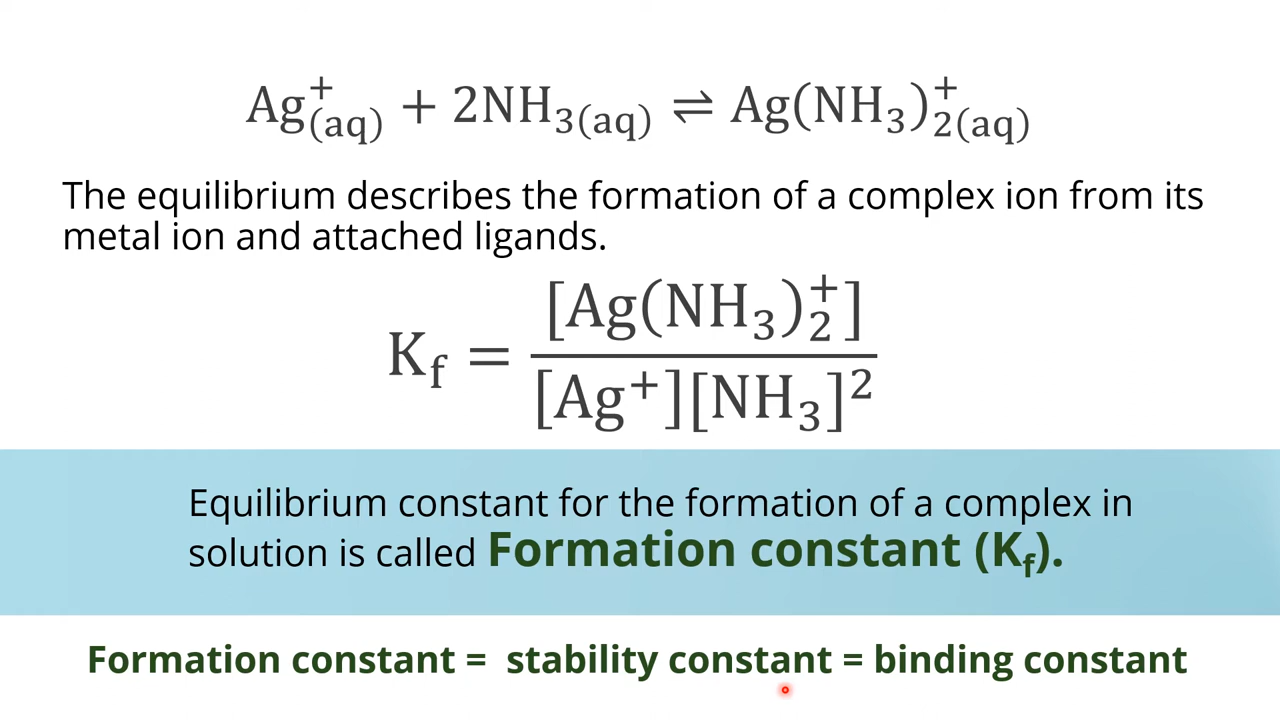 Ag⁺(aq) + 2NH₃(aq) ⇌ Ag(NH₃)₂⁺(aq)
The equilibrium describes the formation of a complex ion from its
metal ion and attached ligands.
K_f = [Ag(NH₃)₂⁺] / [Ag⁺][NH₃]²
Equilibrium constant for the formation of a complex in
solution is called Formation constant (K_f).
Formation constant = stability constant = binding constant